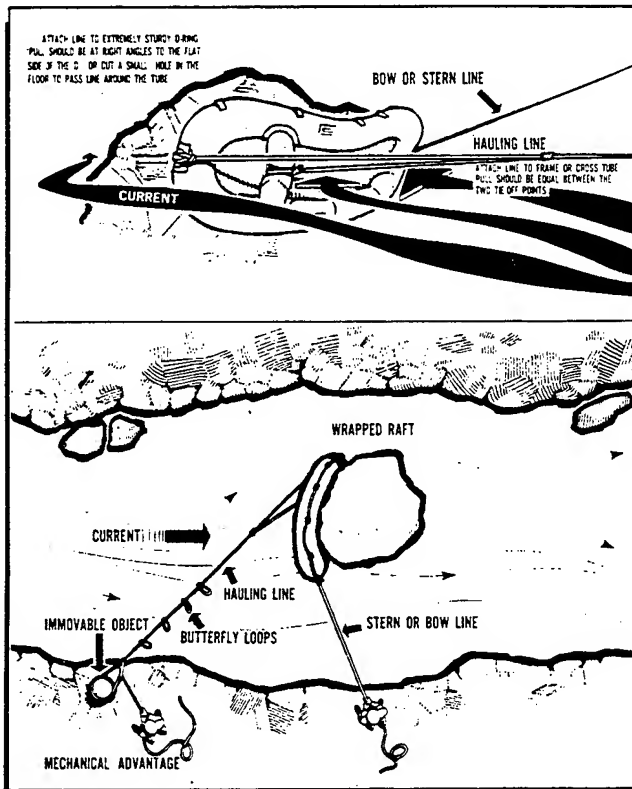 ATTACH LINE TO EXTREMELY STURDY D-RING
PULL SHOULD BE AT RIGHT ANGLES TO THE FLAT
SIDE OF THE D OR CUT A SMALL HOLE IN THE
FLOOR TO PASS LINE AROUND THE TUBE
BOW OR STERN LINE
HAULING LINE
ATTACH LINE TO FRAME OR CROSS TUBE
PULL SHOULD BE EQUAL BETWEEN THE
TWO TIE OFF POINTS
CURRENT
WRAPPED RAFT
CURRENT
HAULING LINE
IMMOVABLE OBJECT
BUTTERFLY LOOPS
STERN OR BOW LINE
MECHANICAL ADVANTAGE